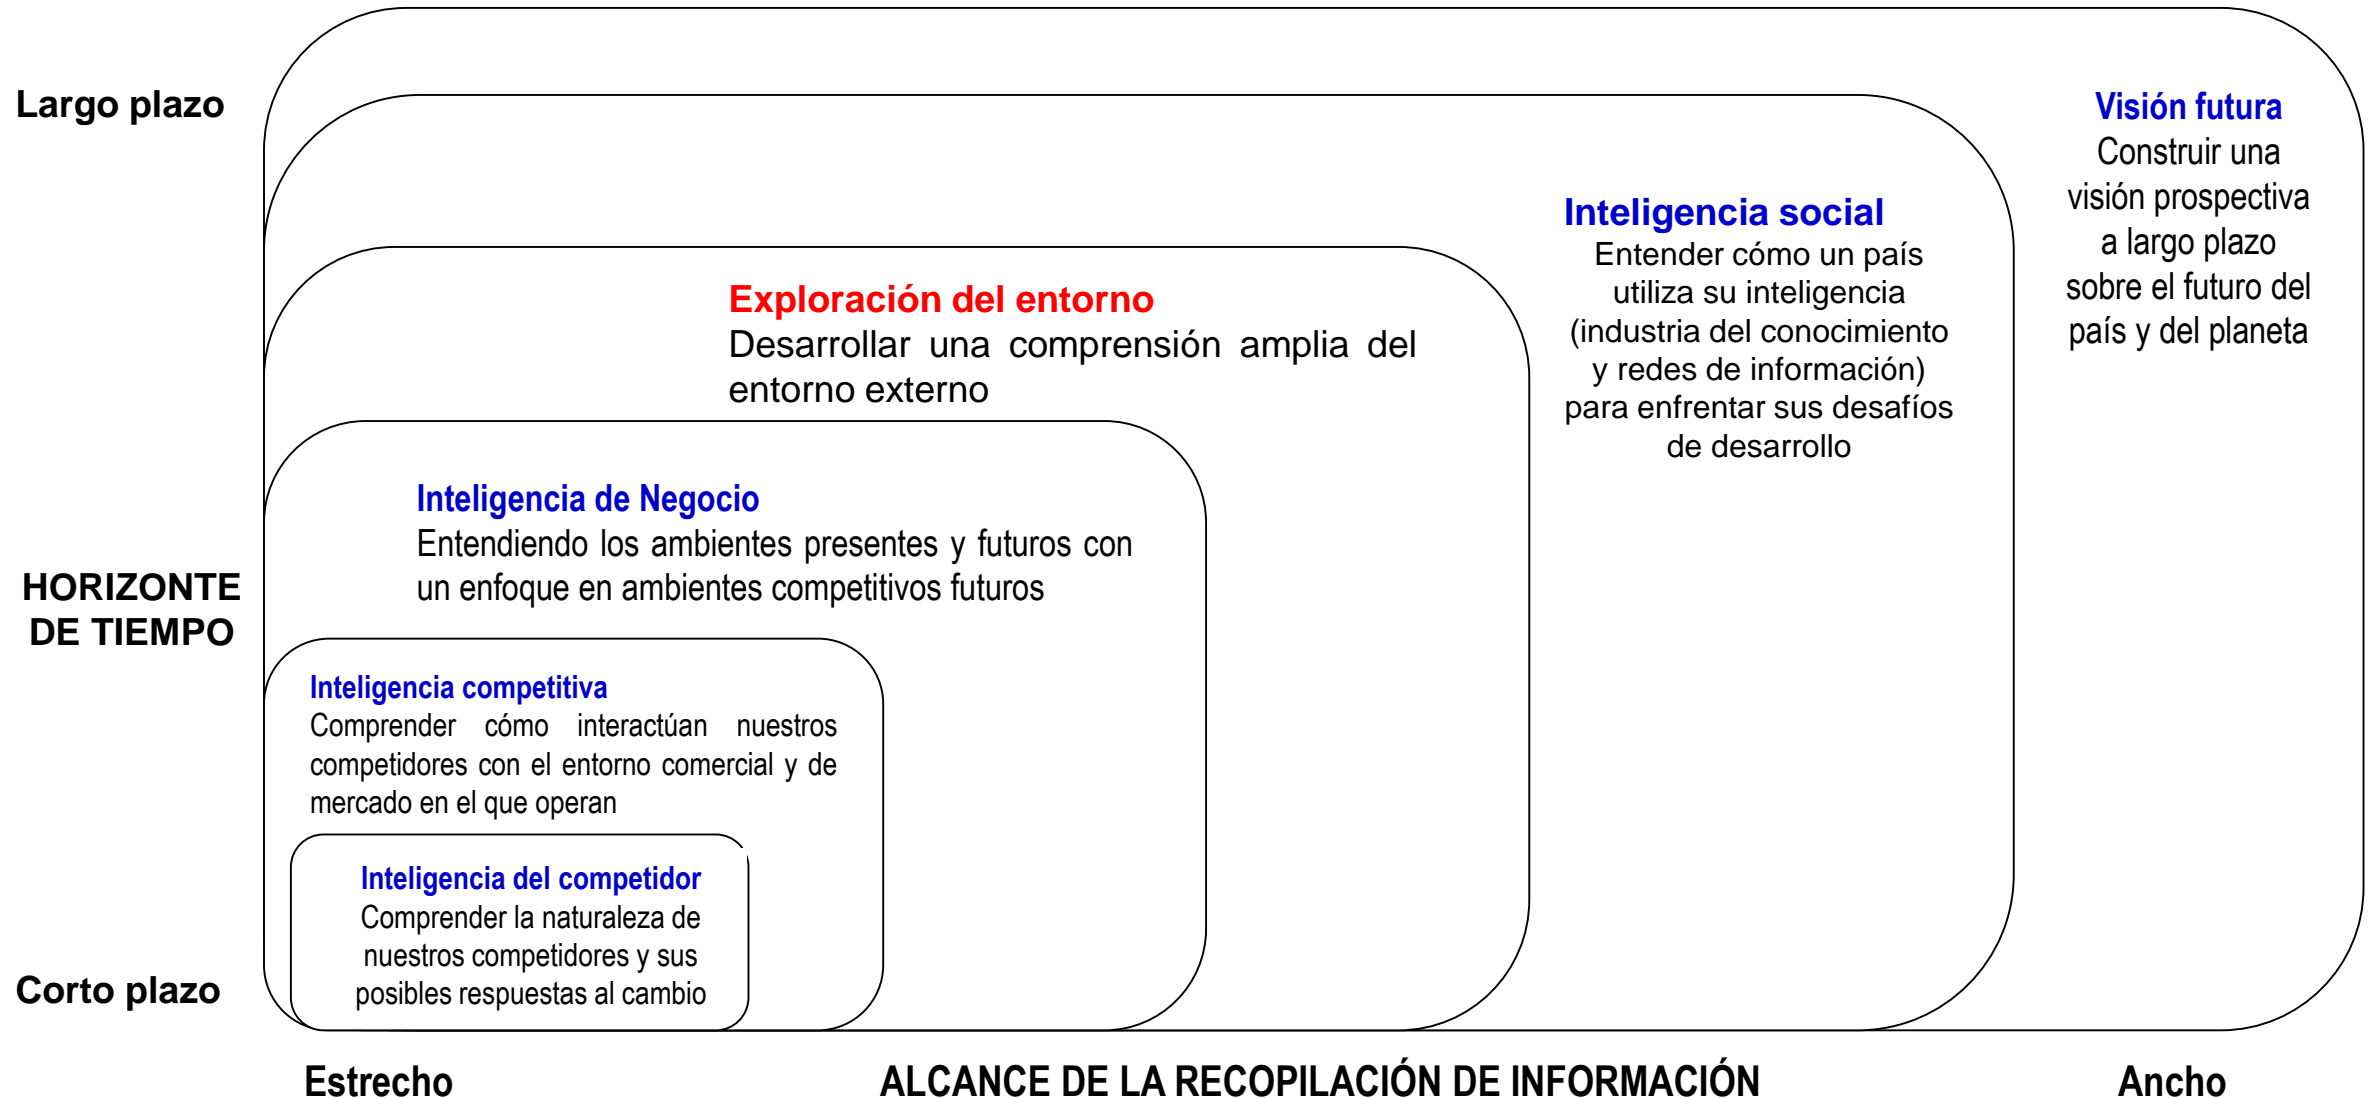 Largo plazo
Visión futura
Construir una
visión prospectiva
a largo plazo
sobre el futuro del
país y del planeta
Inteligencia social
Entender cómo un país
utiliza su inteligencia
(industria del conocimiento
y redes de información)
para enfrentar sus desafíos
de desarrollo
Exploración del entorno
Desarrollar una comprensión amplia del
entorno externo
Inteligencia de Negocio
Entendiendo los ambientes presentes y futuros con
un enfoque en ambientes competitivos futuros
HORIZONTE
DE TIEMPO
Inteligencia competitiva
Comprender cómo interactúan nuestros
competidores con el entorno comercial y de
mercado en el que operan
Inteligencia del competidor
Comprender la naturaleza de
nuestros competidores y sus
posibles respuestas al cambio
Corto plazo
Estrecho
ALCANCE DE LA RECOPILACIÓN DE INFORMACIÓN
Ancho